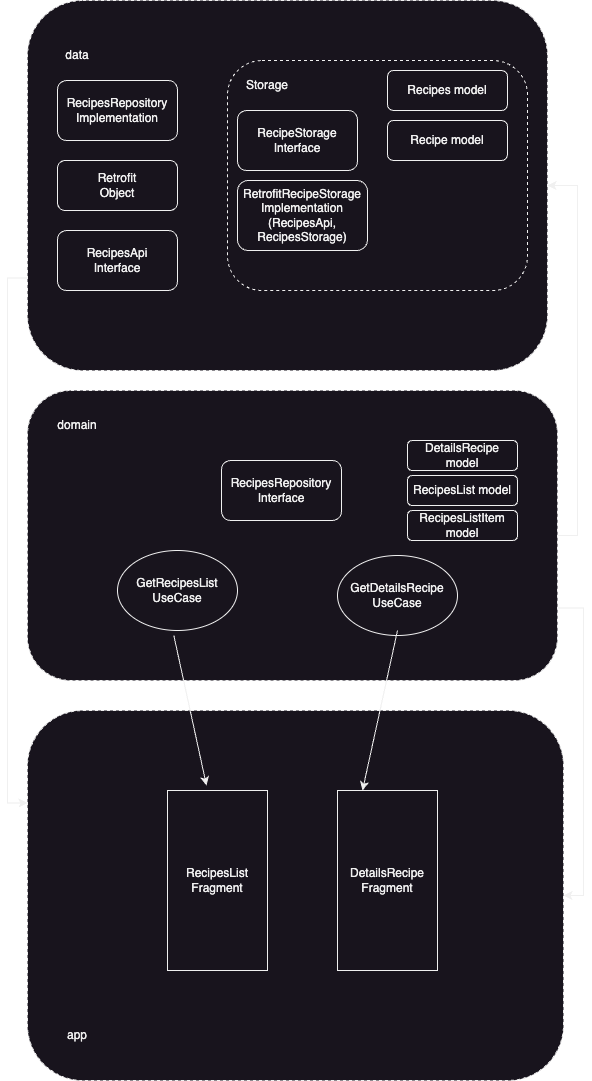 data
RecipesRepository
Implementation
Retrofit
Object
RecipesApi
Interface
Storage
RecipeStorage
Interface
RetrofitRecipeStorage
Implementation
(RecipesApi,
RecipesStorage)
Recipes model
Recipe model
domain
RecipesRepository
Interface
DetailsRecipe
model
RecipesList model
RecipesListItem
model
GetRecipesList
UseCase
GetDetailsRecipe
UseCase
RecipesList
Fragment
DetailsRecipe
Fragment
app